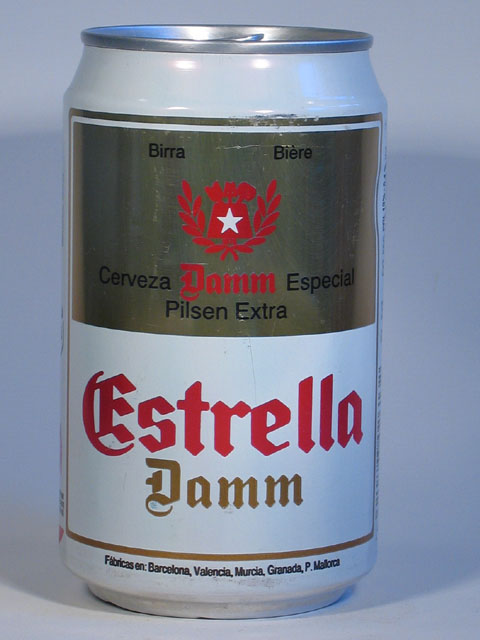 Birra Bière
Cerveza Damm Especial
Pilsen Extra
Estrella
Damm
Fábricas en: Barcelona, Valencia, Murcia, Granada, P. Mallorca